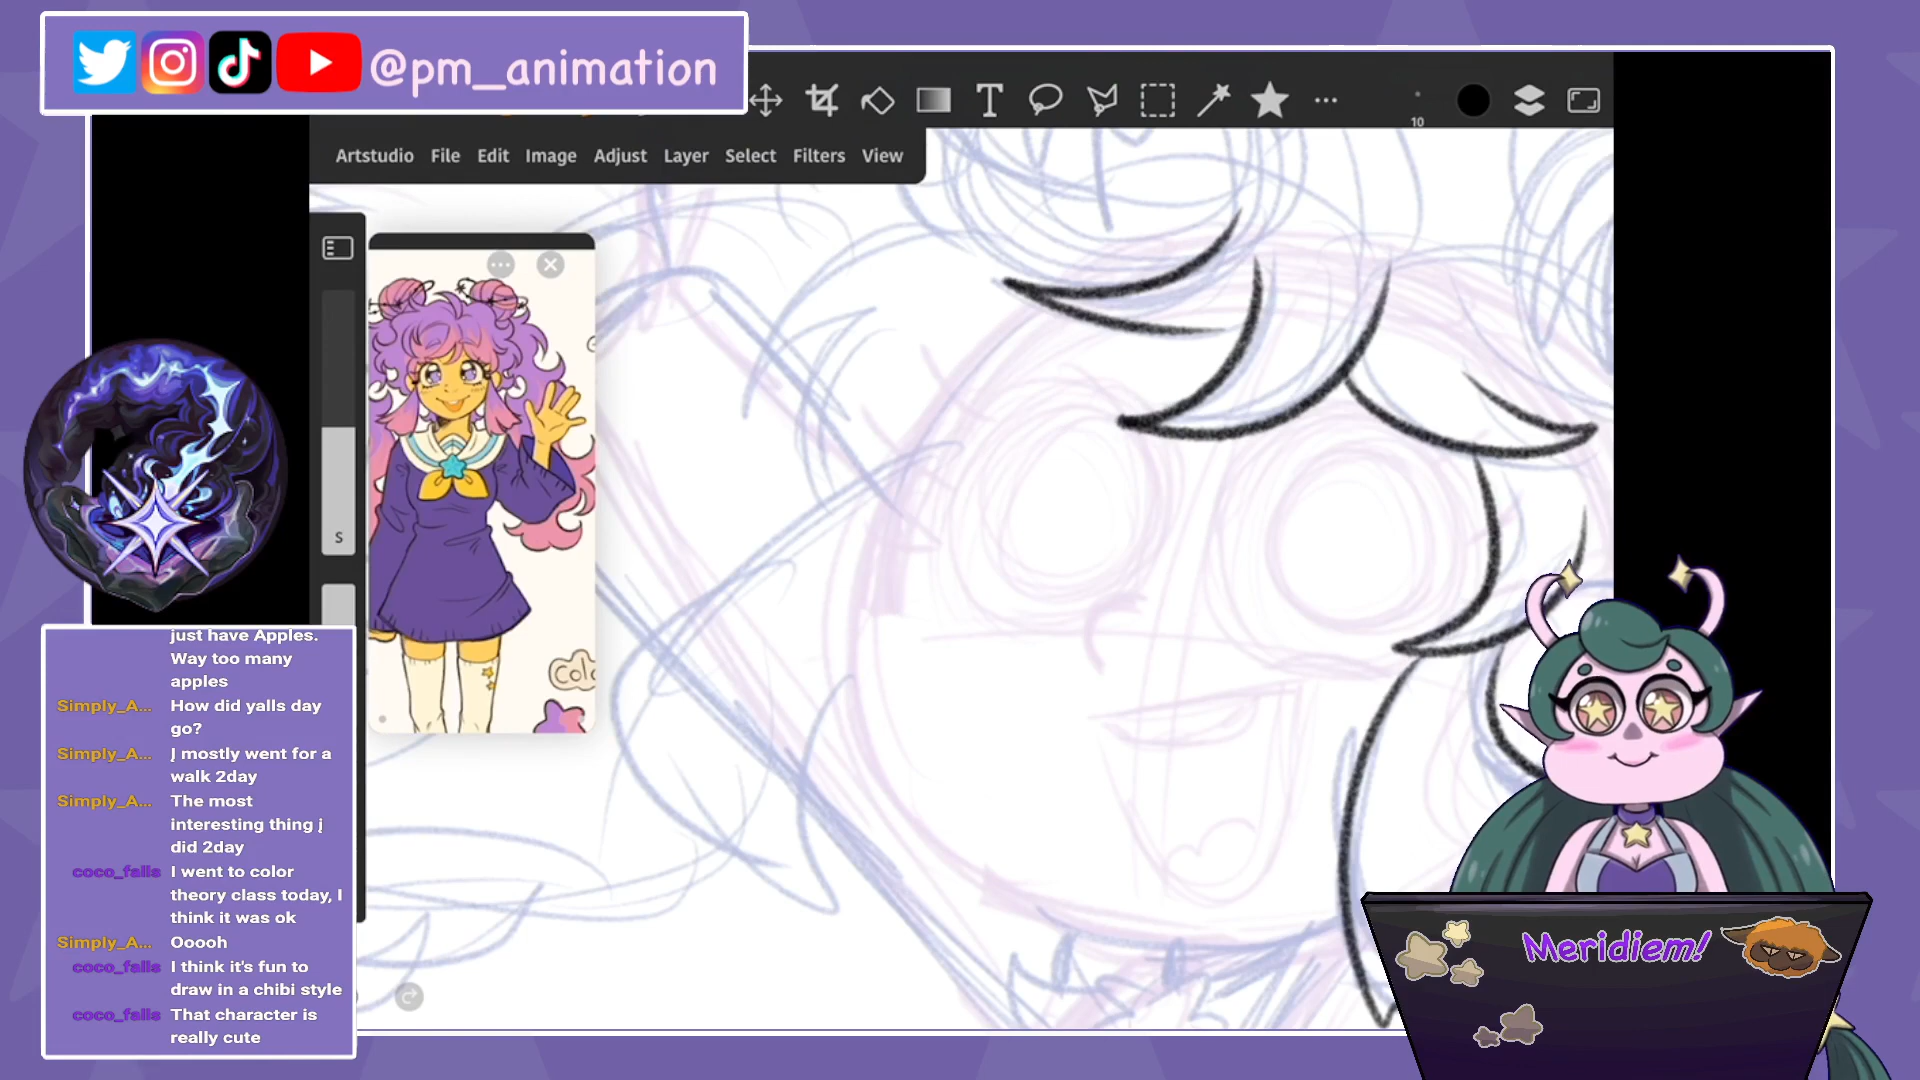 @pm_animation
10
Artstudio File Edit Image Adjust Layer Select Filters View
S
Colo
just have Apples.
Way too many
apples
Simply_A... How did yalls day
go?
Simply_A... j mostly went for a
walk 2day
Simply_A... The most
interesting thing j
did 2day
coco_falls I went to color
theory class today, I
think it was ok
Simply_A... Ooooh
coco_falls I think it's fun to
draw in a chibi style
coco_falls That character is
really cute
Meridiem!